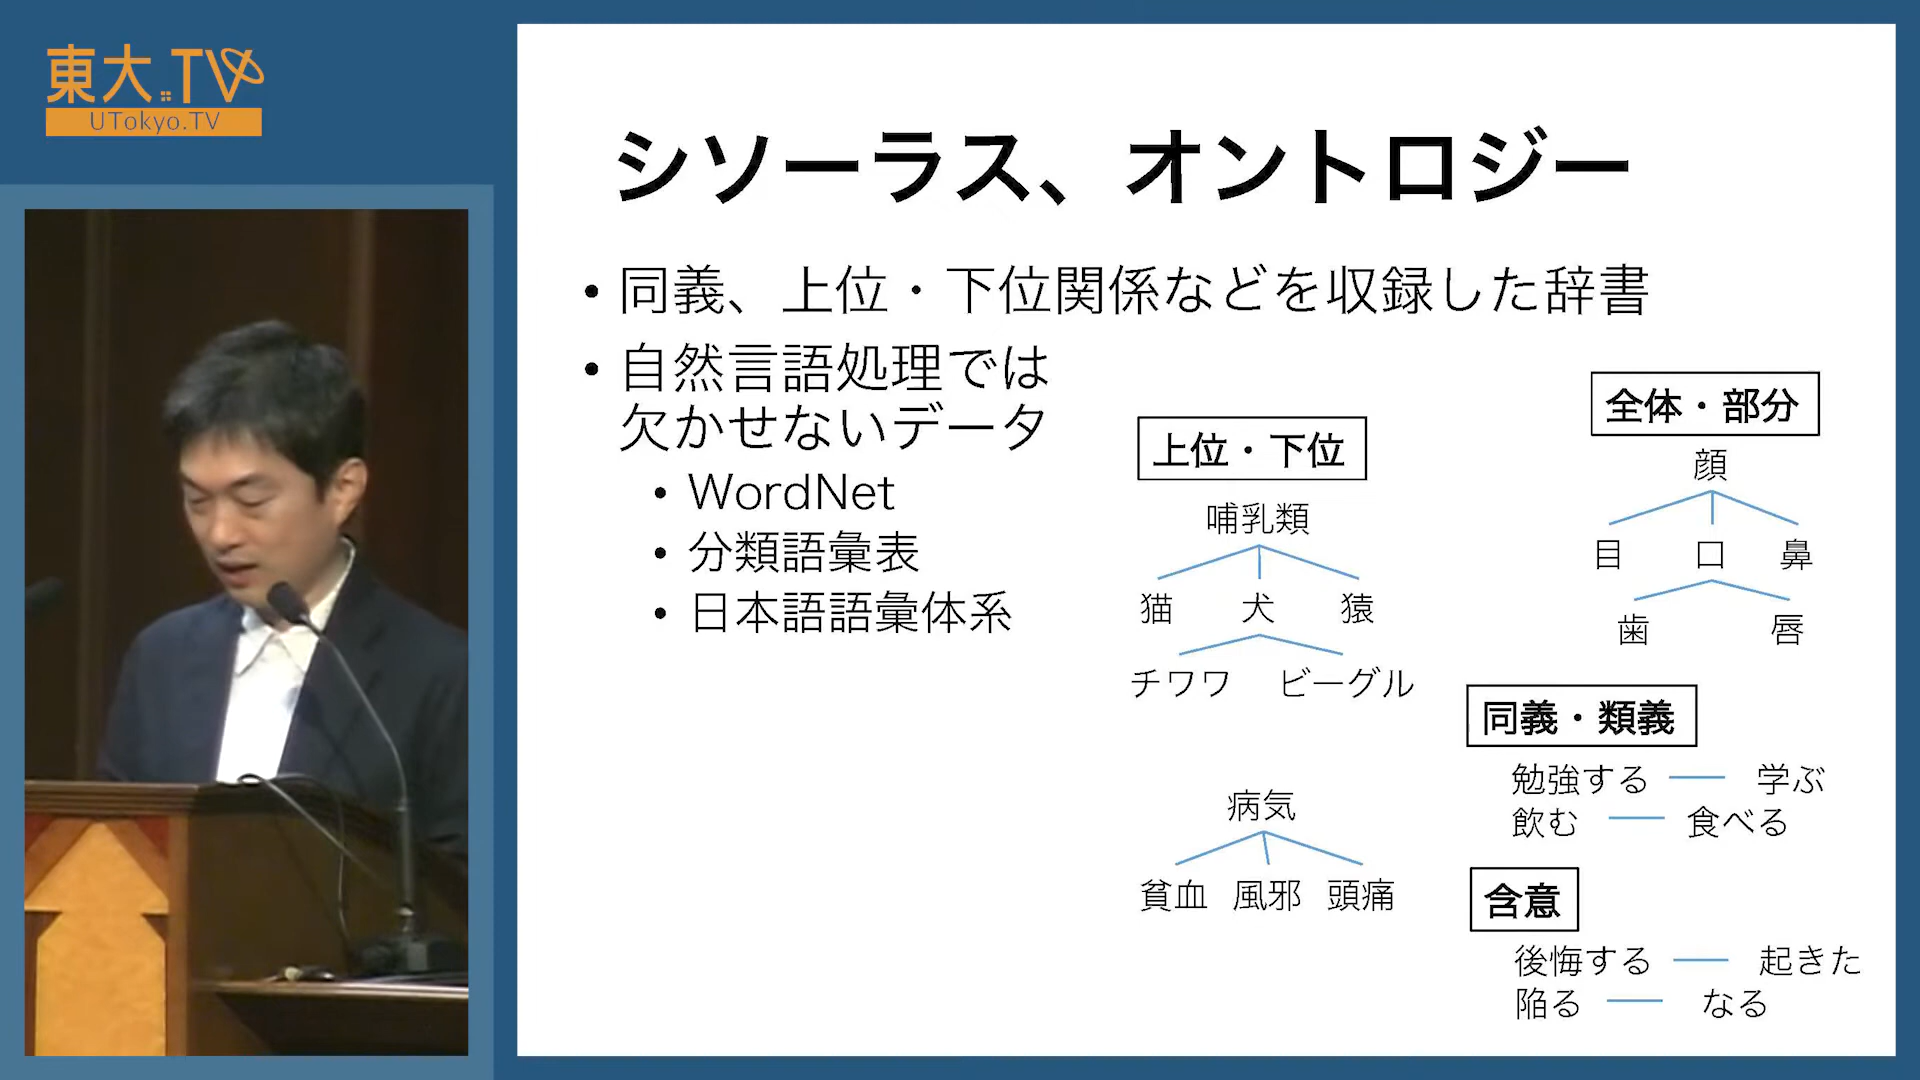 東大.TV
UTokyo.TV
シソーラス、オントロジー
• 同義、上位・下位関係などを収録した辞書
• 自然言語処理では
欠かせないデータ
• WordNet
• 分類語彙表
• 日本語語彙体系
上位・下位
哺乳類
猫 犬 猿
チワワ ビーグル
病気
貧血 風邪 頭痛
全体・部分
顔
目 口 鼻
歯 唇
同義・類義
勉強する 学ぶ
飲む 食べる
含意
後悔する 起きた
陥る なる